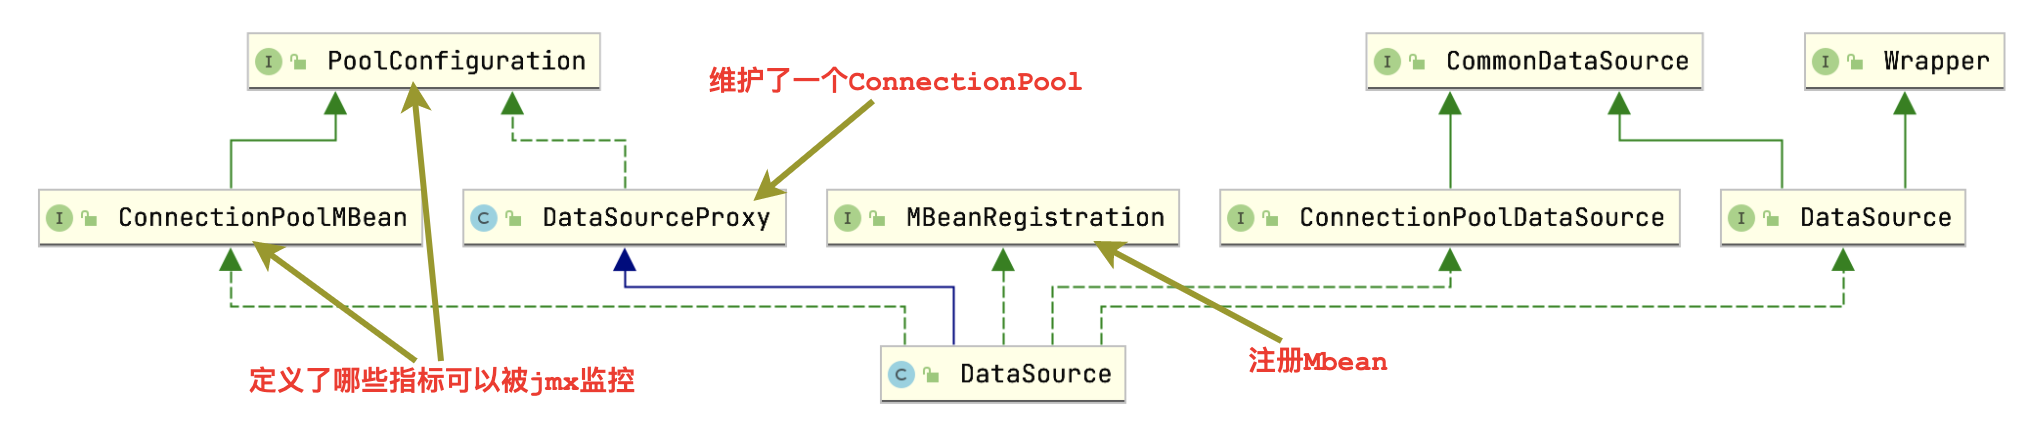 I PoolConfiguration
维护了一个ConnectionPool
I CommonDataSource
I Wrapper
I ConnectionPoolMBean
C DataSourceProxy
I MBeanRegistration
I ConnectionPoolDataSource
I DataSource
定义了哪些指标可以被jmx监控
C DataSource
注册Mbean